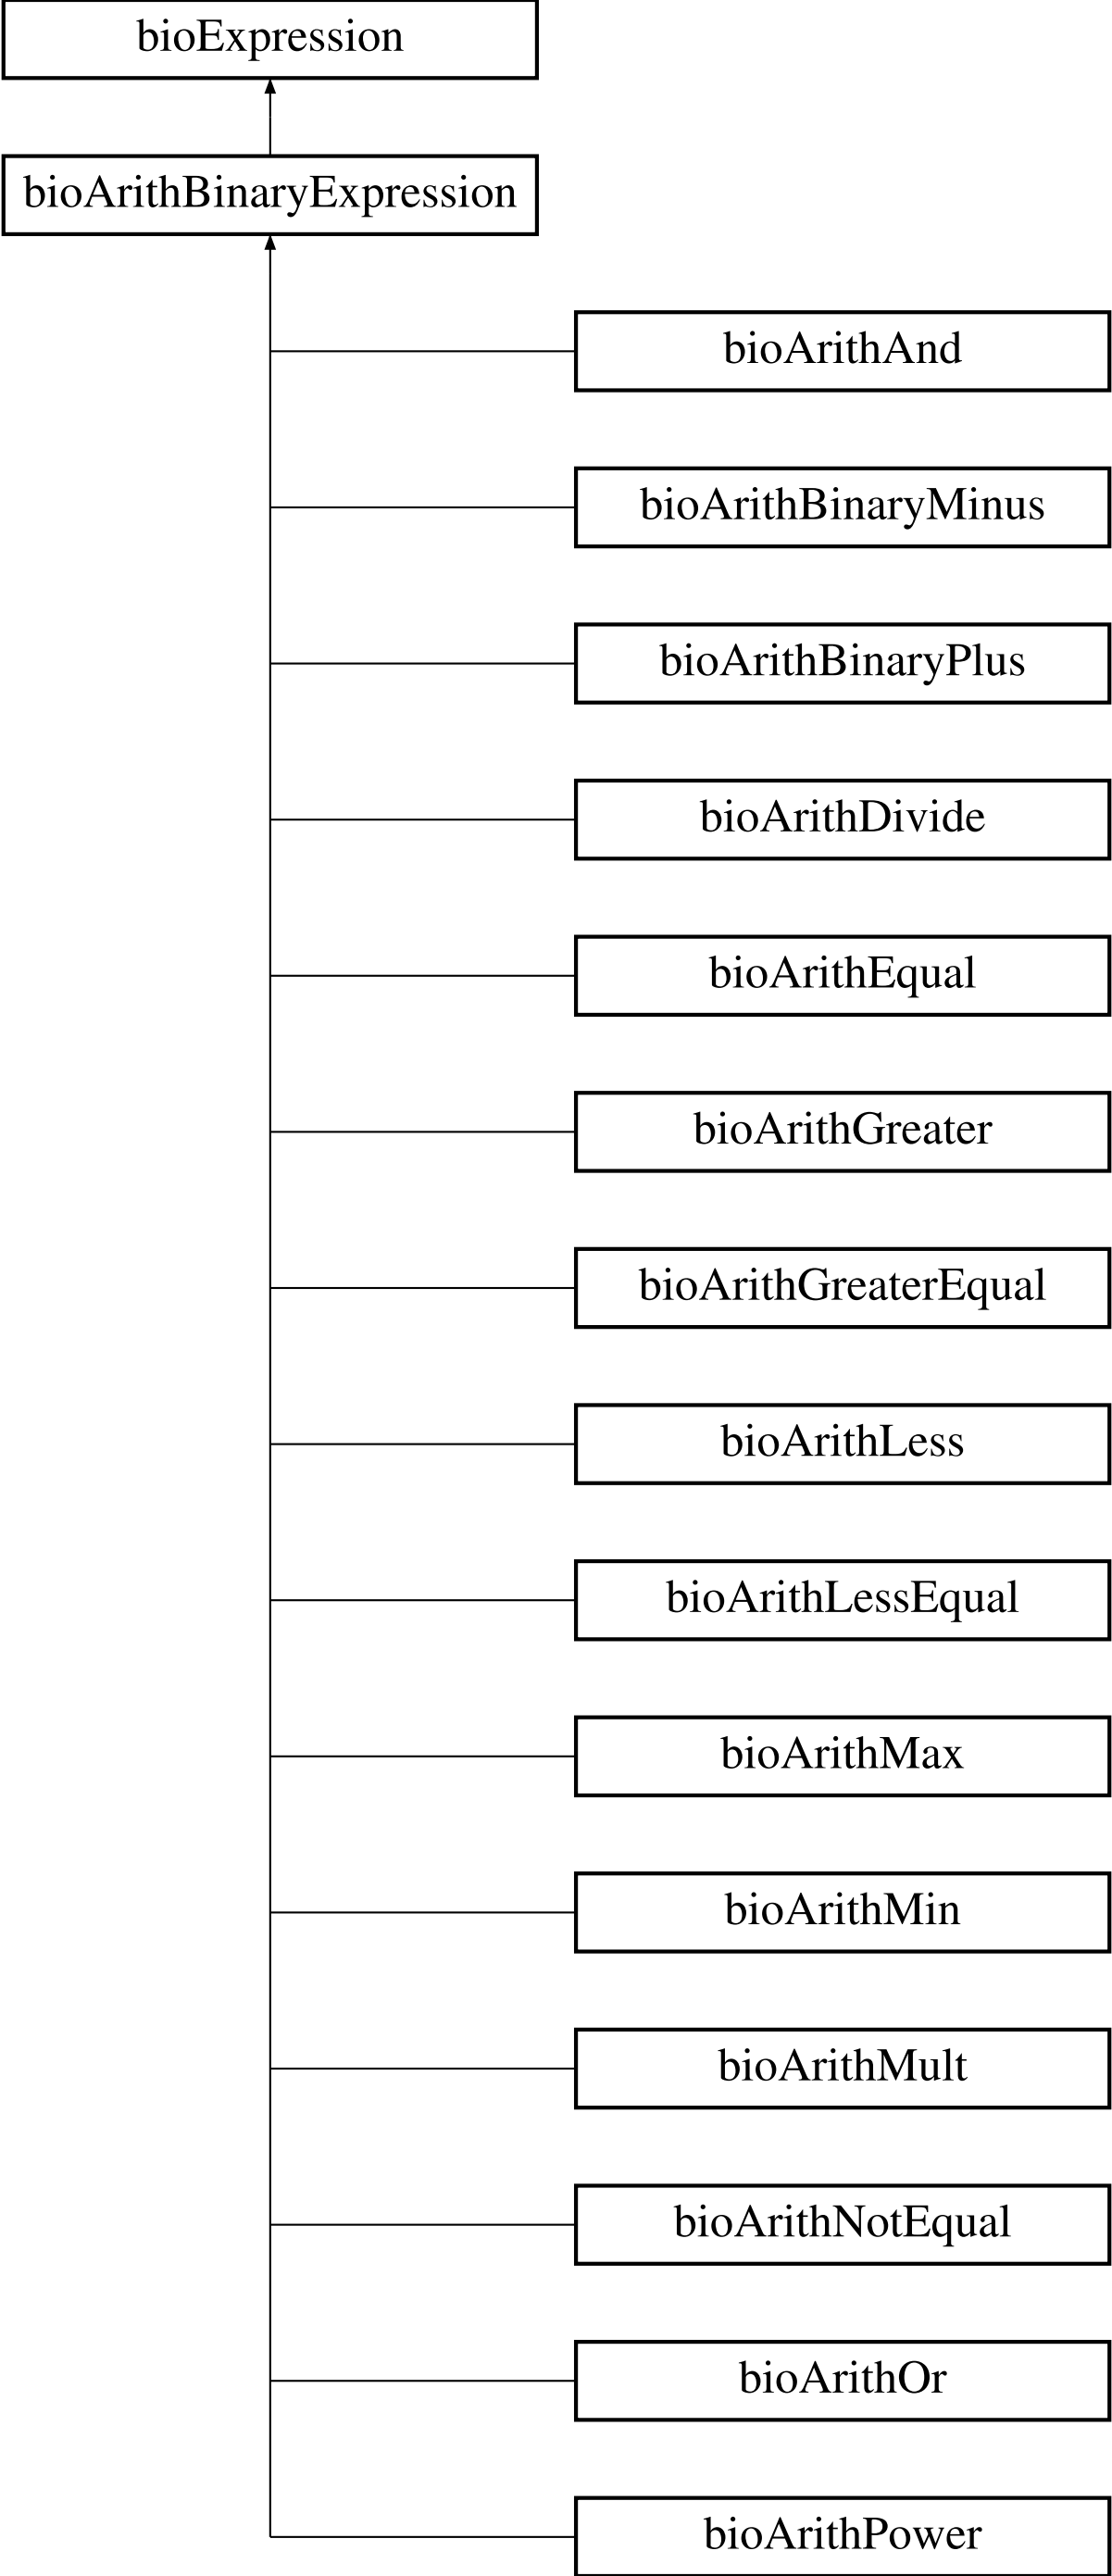 bioExpression
bioArithBinaryExpression
bioArithAnd
bioArithBinaryMinus
bioArithBinaryPlus
bioArithDivide
bioArithEqual
bioArithGreater
bioArithGreaterEqual
bioArithLess
bioArithLessEqual
bioArithMax
bioArithMin
bioArithMult
bioArithNotEqual
bioArithOr
bioArithPower